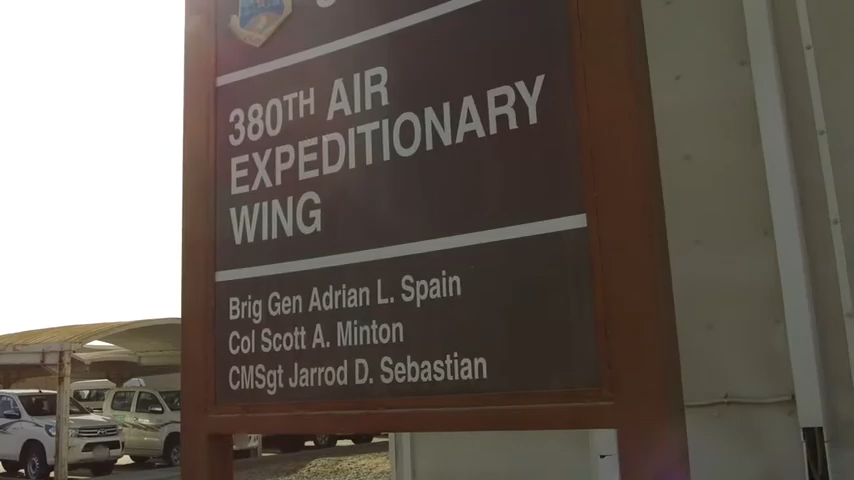 380TH AIR
EXPEDITIONARY
WING
Brig Gen Adrian L. Spain
Col Scott A. Minton
CMSgt Jarrod D. Sebastian